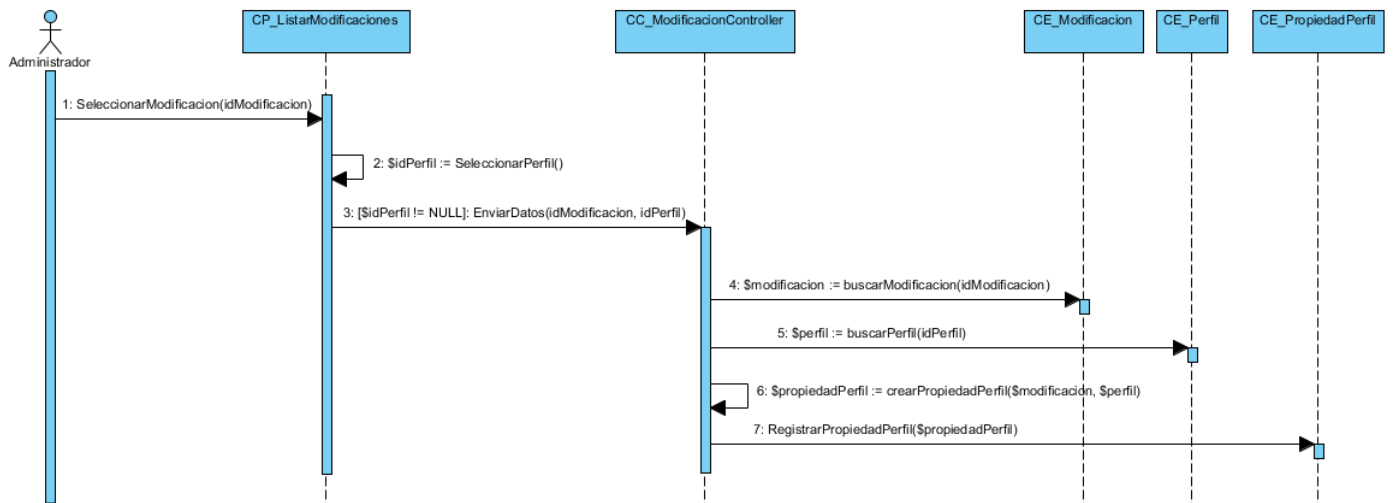 CP_ListarModificaciones
CC_ModificacionController
CE_Modificacion
CE_Perfil
CE_PropiedadPerfil
Administrador
1: SeleccionarModificacion(idModificacion)
2: $idPerfil := SeleccionarPerfil()
3: [$idPerfil != NULL]: EnviarDatos(idModificacion, idPerfil)
4: $modificacion := buscarModificacion(idModificacion)
5: $perfil := buscarPerfil(idPerfil)
6: $propiedadPerfil := crearPropiedadPerfil($modificacion, $perfil)
7: RegistrarPropiedadPerfil($propiedadPerfil)